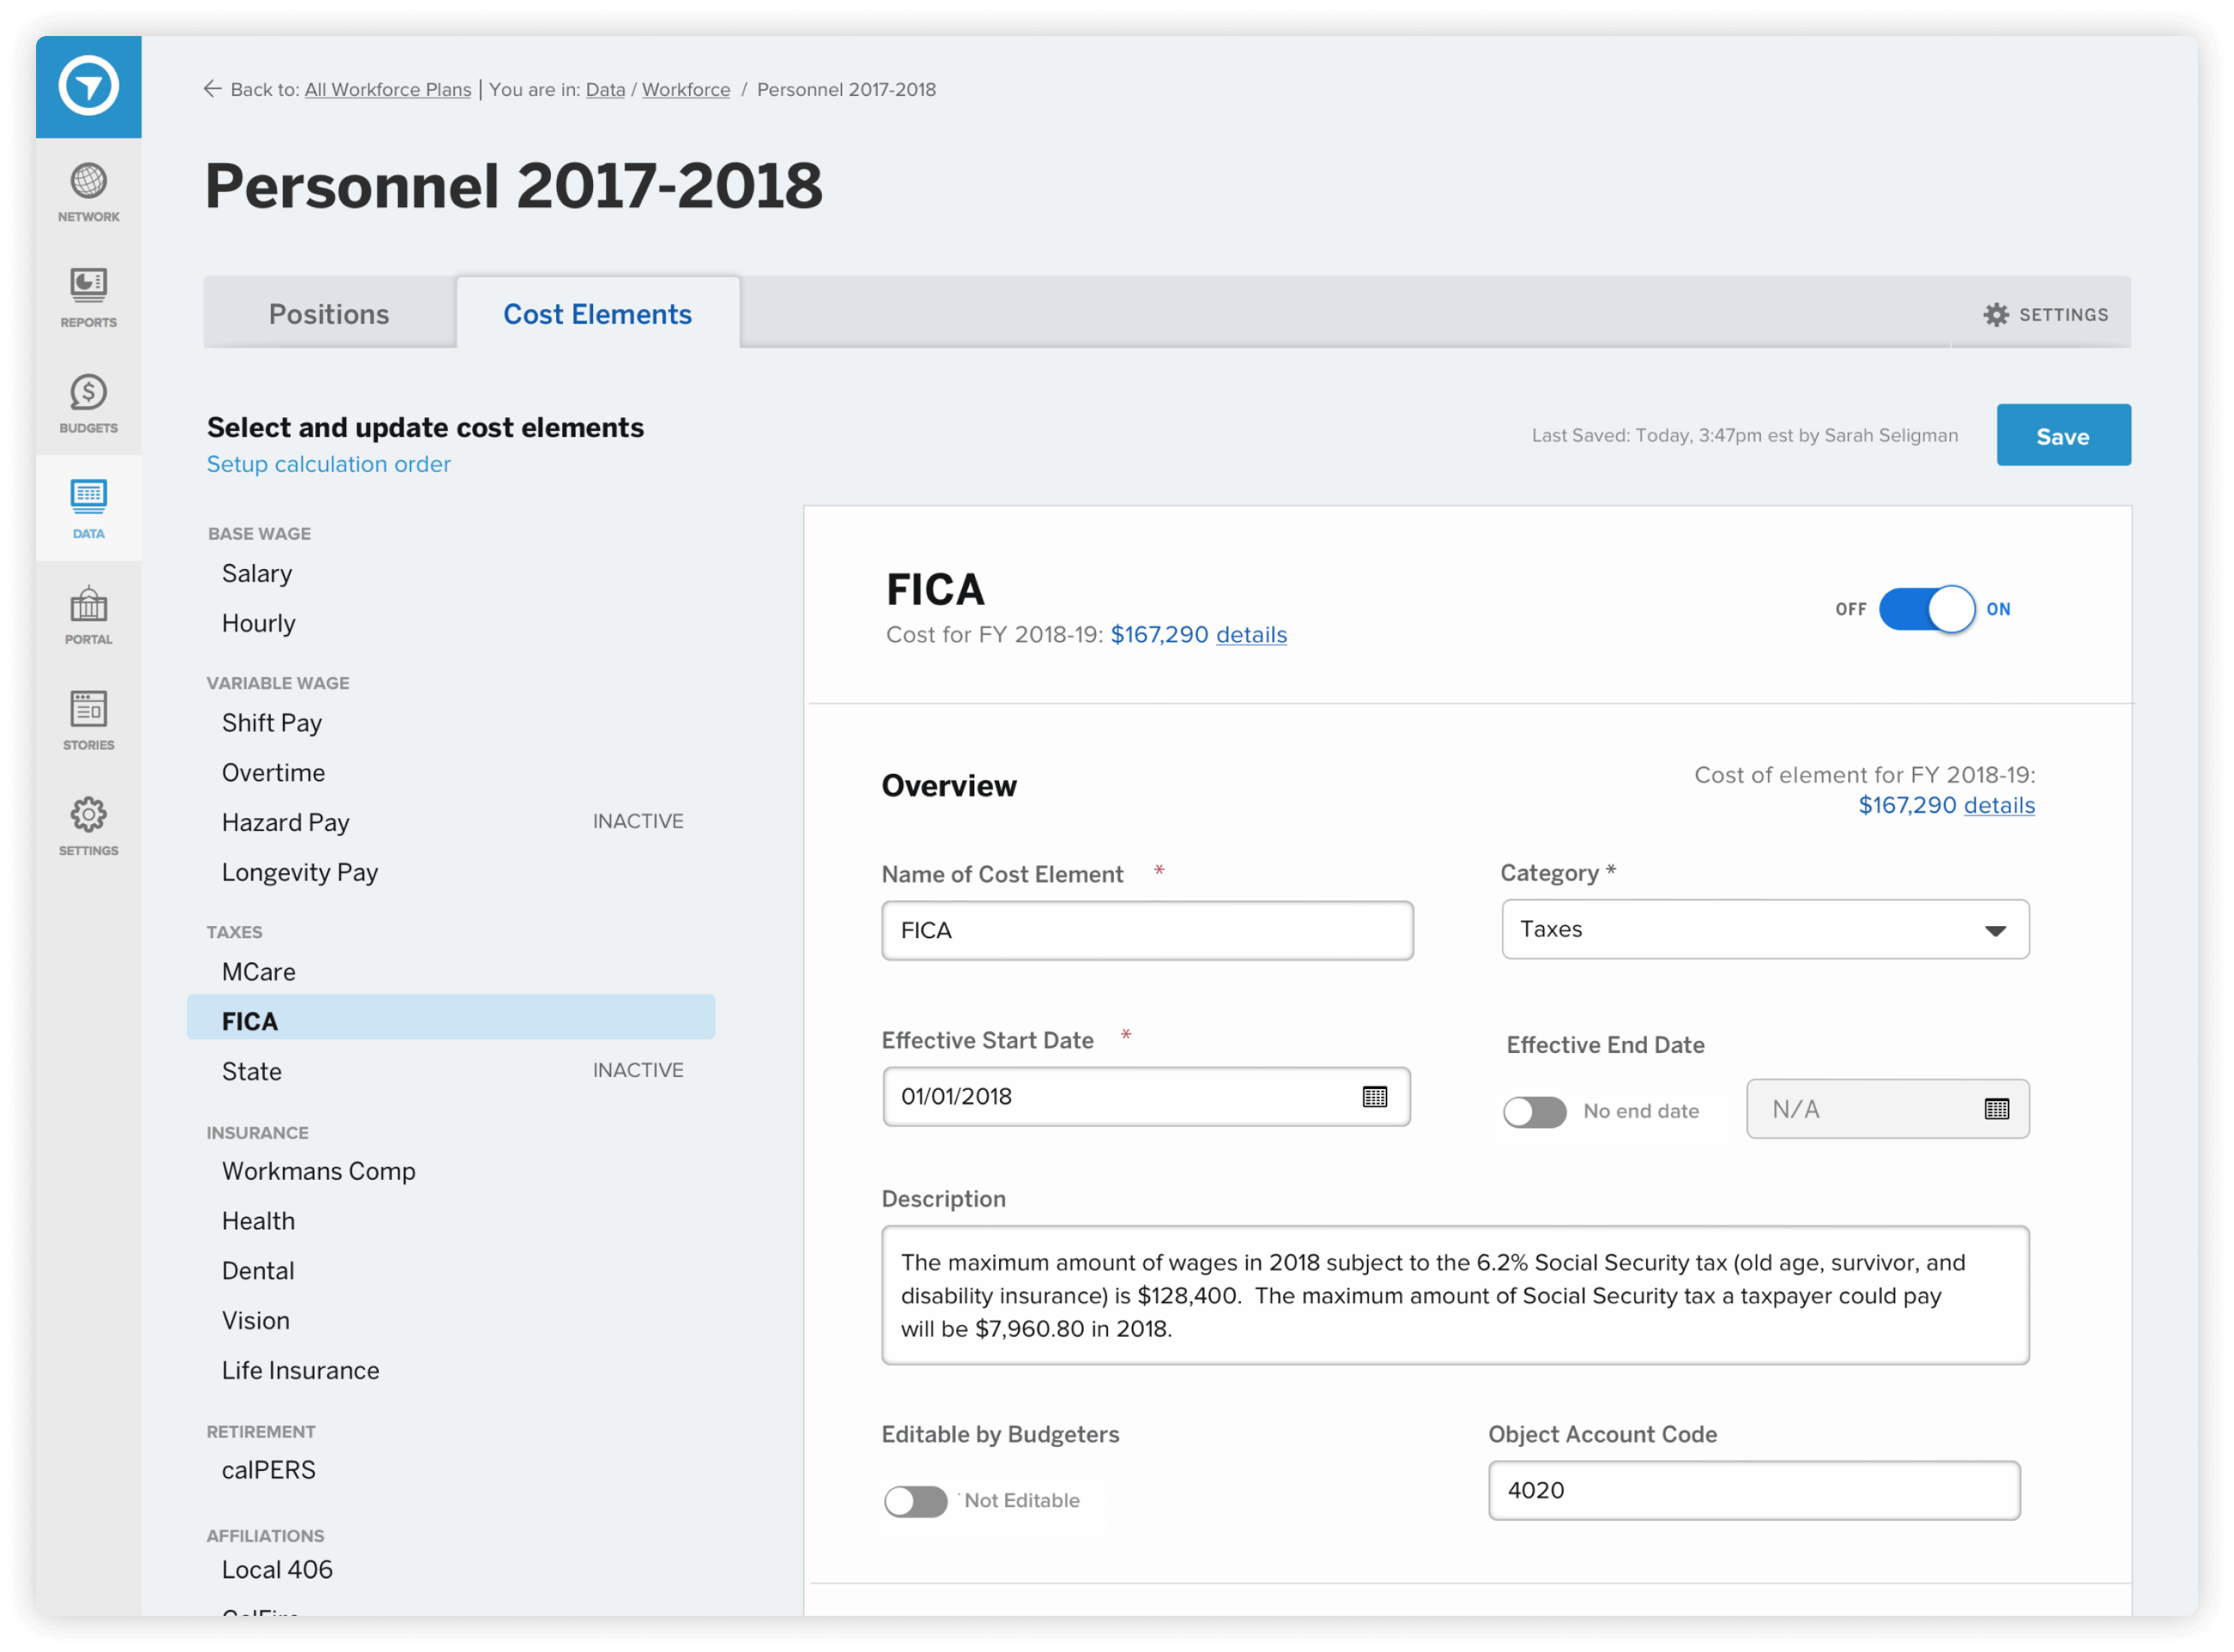 Back to: All Workforce Plans | You are in: Data / Workforce / Personnel 2017-2018
Personnel 2017-2018
NETWORK
REPORTS
BUDGETS
DATA
PORTAL
STORIES
SETTINGS
Positions
Cost Elements
SETTINGS
Select and update cost elements
Setup calculation order
Last Saved: Today, 3:47pm est by Sarah Seligman
Save
BASE WAGE
Salary
Hourly
VARIABLE WAGE
Shift Pay
Overtime
Hazard Pay INACTIVE
Longevity Pay
TAXES
MCare
FICA
State INACTIVE
INSURANCE
Workmans Comp
Health
Dental
Vision
Life Insurance
RETIREMENT
calPERS
AFFILIATIONS
Local 406
FICA
Cost for FY 2018-19: $167,290 details
OFF
ON
Overview
Cost of element for FY 2018-19:
$167,290 details
Name of Cost Element *
FICA
Category *
Taxes
Effective Start Date *
01/01/2018
Effective End Date
No end date
N/A
Description
The maximum amount of wages in 2018 subject to the 6.2% Social Security tax (old age, survivor, and
disability insurance) is $128,400. The maximum amount of Social Security tax a taxpayer could pay
will be $7,960.80 in 2018.
Editable by Budgeters
Not Editable
Object Account Code
4020